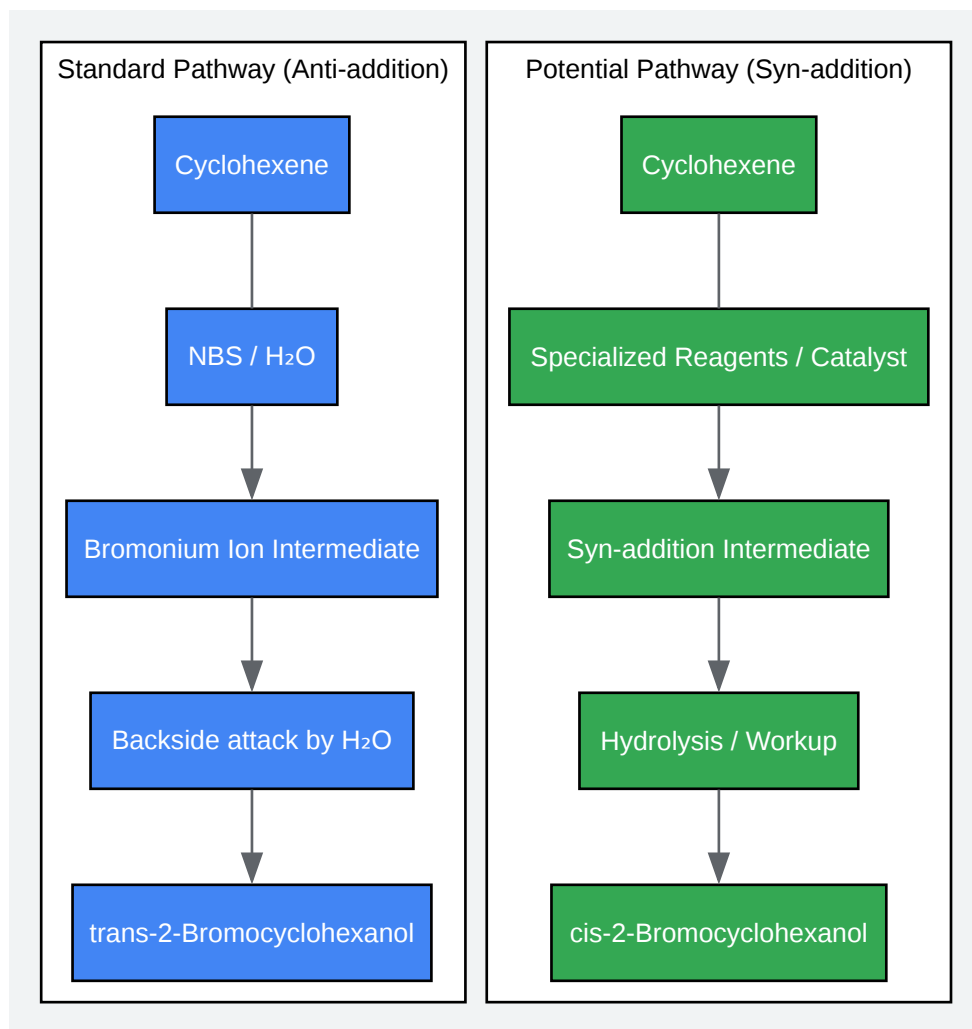 Standard Pathway (Anti-addition)
Cyclohexene
NBS / H₂O
Bromonium Ion Intermediate
Backside attack by H₂O
trans-2-Bromocyclohexanol
Potential Pathway (Syn-addition)
Cyclohexene
Specialized Reagents / Catalyst
Syn-addition Intermediate
Hydrolysis / Workup
cis-2-Bromocyclohexanol